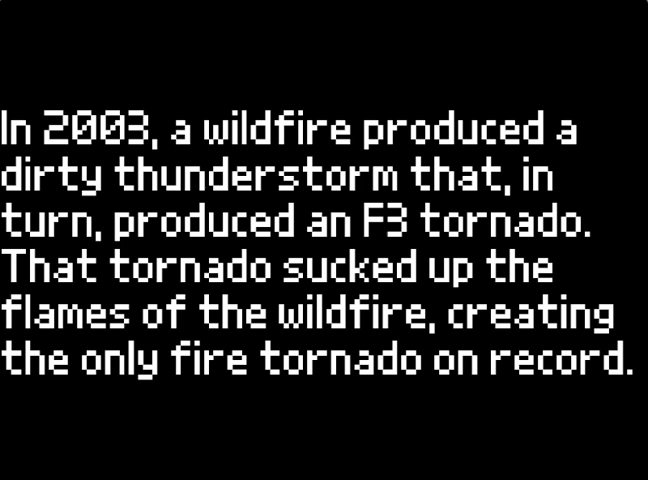 In 2003, a wildfire produced a
dirty thunderstorm that, in
turn, produced an F3 tornado.
That tornado sucked up the
flames of the wildfire, creating
the only fire tornado on record.